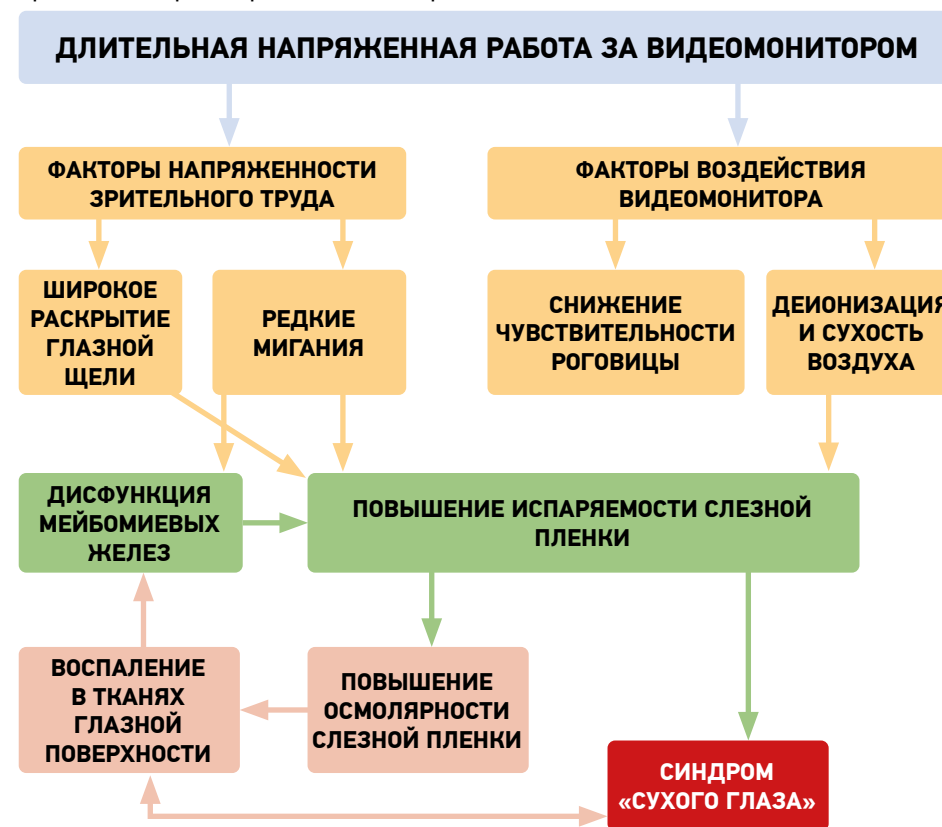 ДЛИТЕЛЬНАЯ НАПРЯЖЕННАЯ РАБОТА ЗА ВИДЕОМОНИТОРОМ
ФАКТОРЫ НАПРЯЖЕННОСТИ
ЗРИТЕЛЬНОГО ТРУДА
ФАКТОРЫ ВОЗДЕЙСТВИЯ
ВИДЕОМОНИТОРА
ШИРОКОЕ
РАСКРЫТИЕ
ГЛАЗНОЙ
ЩЕЛИ
РЕДКИЕ
МИГАНИЯ
СНИЖЕНИЕ
ЧУВСТВИТЕЛЬНОСТИ
РОГОВИЦЫ
ДЕИОНИЗАЦИЯ
И СУХОСТЬ
ВОЗДУХА
ДИСФУНКЦИЯ
МЕЙБОМИЕВЫХ
ЖЕЛЕЗ
ПОВЫШЕНИЕ ИСПАРЯЕМОСТИ СЛЕЗНОЙ
ПЛЕНКИ
ВОСПАЛЕНИЕ
В ТКАНЯХ
ГЛАЗНОЙ
ПОВЕРХНОСТИ
ПОВЫШЕНИЕ
ОСМОЛЯРНОСТИ
СЛЕЗНОЙ ПЛЕНКИ
СИНДРОМ
«СУХОГО ГЛАЗА»